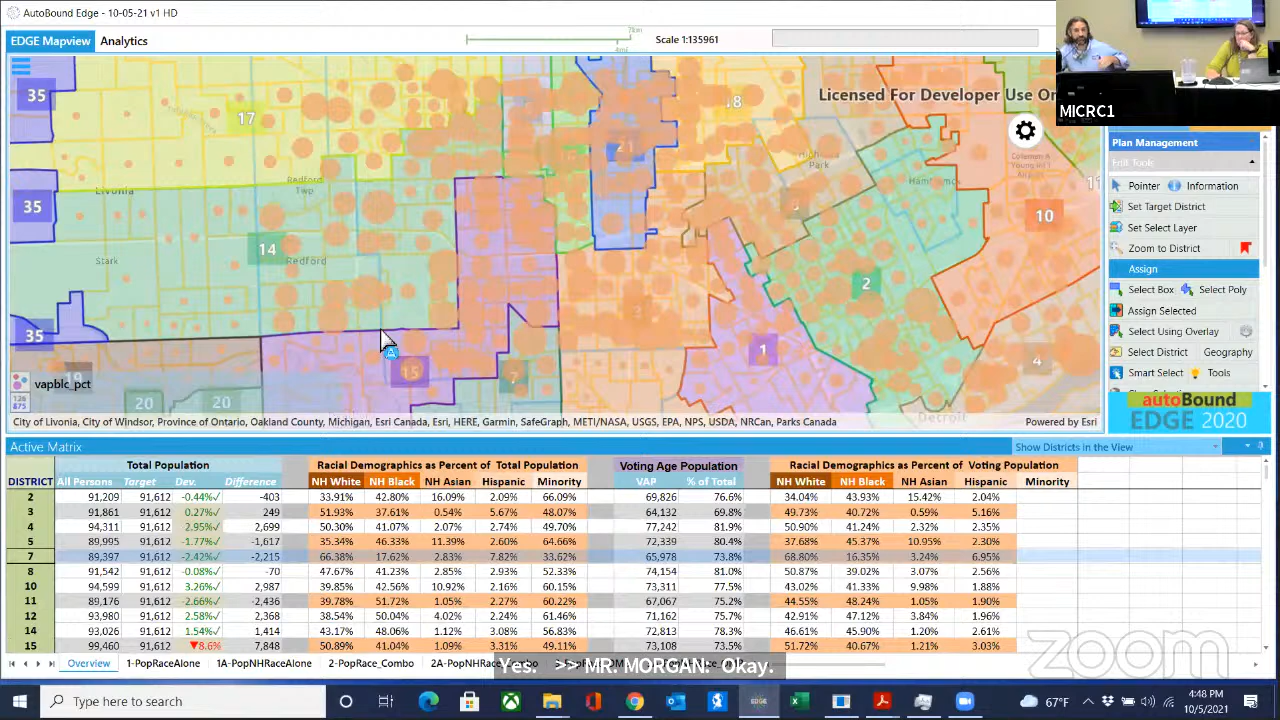 AutoBound Edge - 10-05-21 v1 HD
EDGE Mapview Analytics
Scale 1:135961
7km
4mi
Licensed For Developer Use On
MICRC1
35
17
18
21
Livonia
Redford Twp
Highland Park
Hamtramck
Coleman A Young Int'l Airport
11
35
14
Stark
Redford
10
2
3
35
1
4
15
7
vapblc_pct
20
20
Detroit
City of Livonia, City of Windsor, Province of Ontario, Oakland County, Michigan, Esri Canada, Esri, HERE, Garmin, SafeGraph, METI/NASA, USGS, EPA, NPS, USDA, NRCan, Parks Canada
Powered by Esri
Plan Management
Edit Tools
Pointer Information
Set Target District
Set Select Layer
Zoom to District
Assign
Select Box Select Poly
Assign Selected
Select Using Overlay
Select District Geography
Smart Select Tools
autoBound
EDGE 2020
Active Matrix
Show Districts in the View
Total Population Racial Demographics as Percent of Total Population Voting Age Population Racial Demographics as Percent of Voting Population
DISTRICT All Persons Target Dev. Difference NH White NH Black NH Asian Hispanic Minority VAP % of Total NH White NH Black NH Asian Hispanic Minority
2 91,209 91,612 -0.44%✓ -403 33.91% 42.80% 16.09% 2.09% 66.09% 69,826 76.6% 34.04% 43.93% 15.42% 2.04%
3 91,861 91,612 0.27%✓ 249 51.93% 37.61% 0.54% 5.67% 48.07% 64,132 69.8% 49.73% 40.72% 0.59% 5.16%
4 94,311 91,612 2.95%✓ 2,699 50.30% 41.07% 2.07% 2.74% 49.70% 77,242 81.9% 50.90% 41.24% 2.32% 2.35%
5 89,995 91,612 -1.77%✓ -1,617 35.34% 46.33% 11.39% 2.60% 64.66% 72,339 80.4% 37.68% 45.37% 10.95% 2.30%
7 89,397 91,612 -2.42%✓ -2,215 66.38% 17.62% 2.83% 7.82% 33.62% 65,978 73.8% 68.80% 16.35% 3.24% 6.95%
8 91,542 91,612 -0.08%✓ -70 47.67% 41.23% 2.85% 2.93% 52.33% 74,154 81.0% 50.87% 39.02% 3.07% 2.56%
10 94,599 91,612 3.26%✓ 2,987 39.85% 42.56% 10.92% 2.16% 60.15% 73,311 77.5% 43.02% 41.33% 9.98% 1.88%
11 89,176 91,612 -2.66%✓ -2,436 39.78% 51.72% 1.05% 2.27% 60.22% 67,067 75.2% 44.55% 48.24% 1.05% 1.90%
12 93,980 91,612 2.58%✓ 2,368 38.54% 50.04% 4.02% 2.24% 61.46% 71,162 75.7% 42.91% 47.12% 3.84% 1.96%
14 93,026 91,612 1.54%✓ 1,414 43.17% 48.06% 1.12% 3.08% 56.83% 72,813 78.3% 46.61% 45.90% 1.20% 2.61%
15 99,460 91,612 ▼8.6% 7,848 50.89% 41.04% 1.09% 3.18% 49.11% 73,108 73.5% 51.72% 40.67% 1.21% 3.03%
Overview 1-PopRaceAlone 1A-PopNHRaceAlone 2-PopRace_Combo 2A-PopNHRace
Yes. >> MR. MORGAN: Okay.
zoom
Type here to search
67°F
4:48 PM
10/5/2021